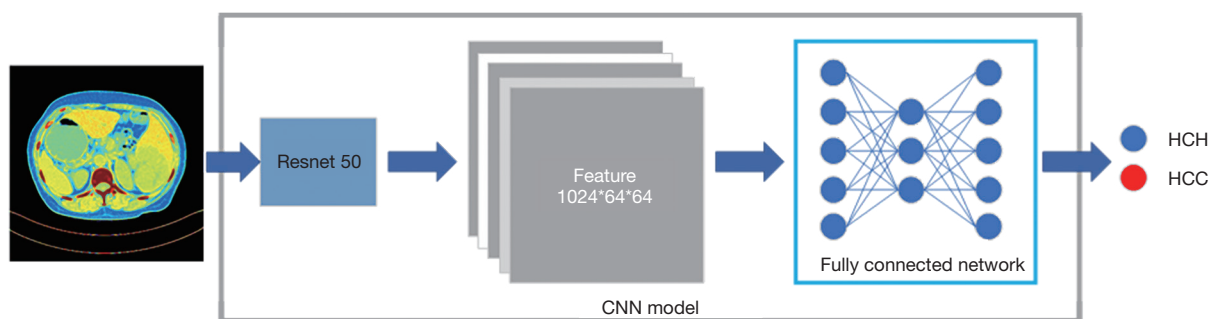 Resnet 50
Feature
1024*64*64
Fully connected network
CNN model
HCH
HCC